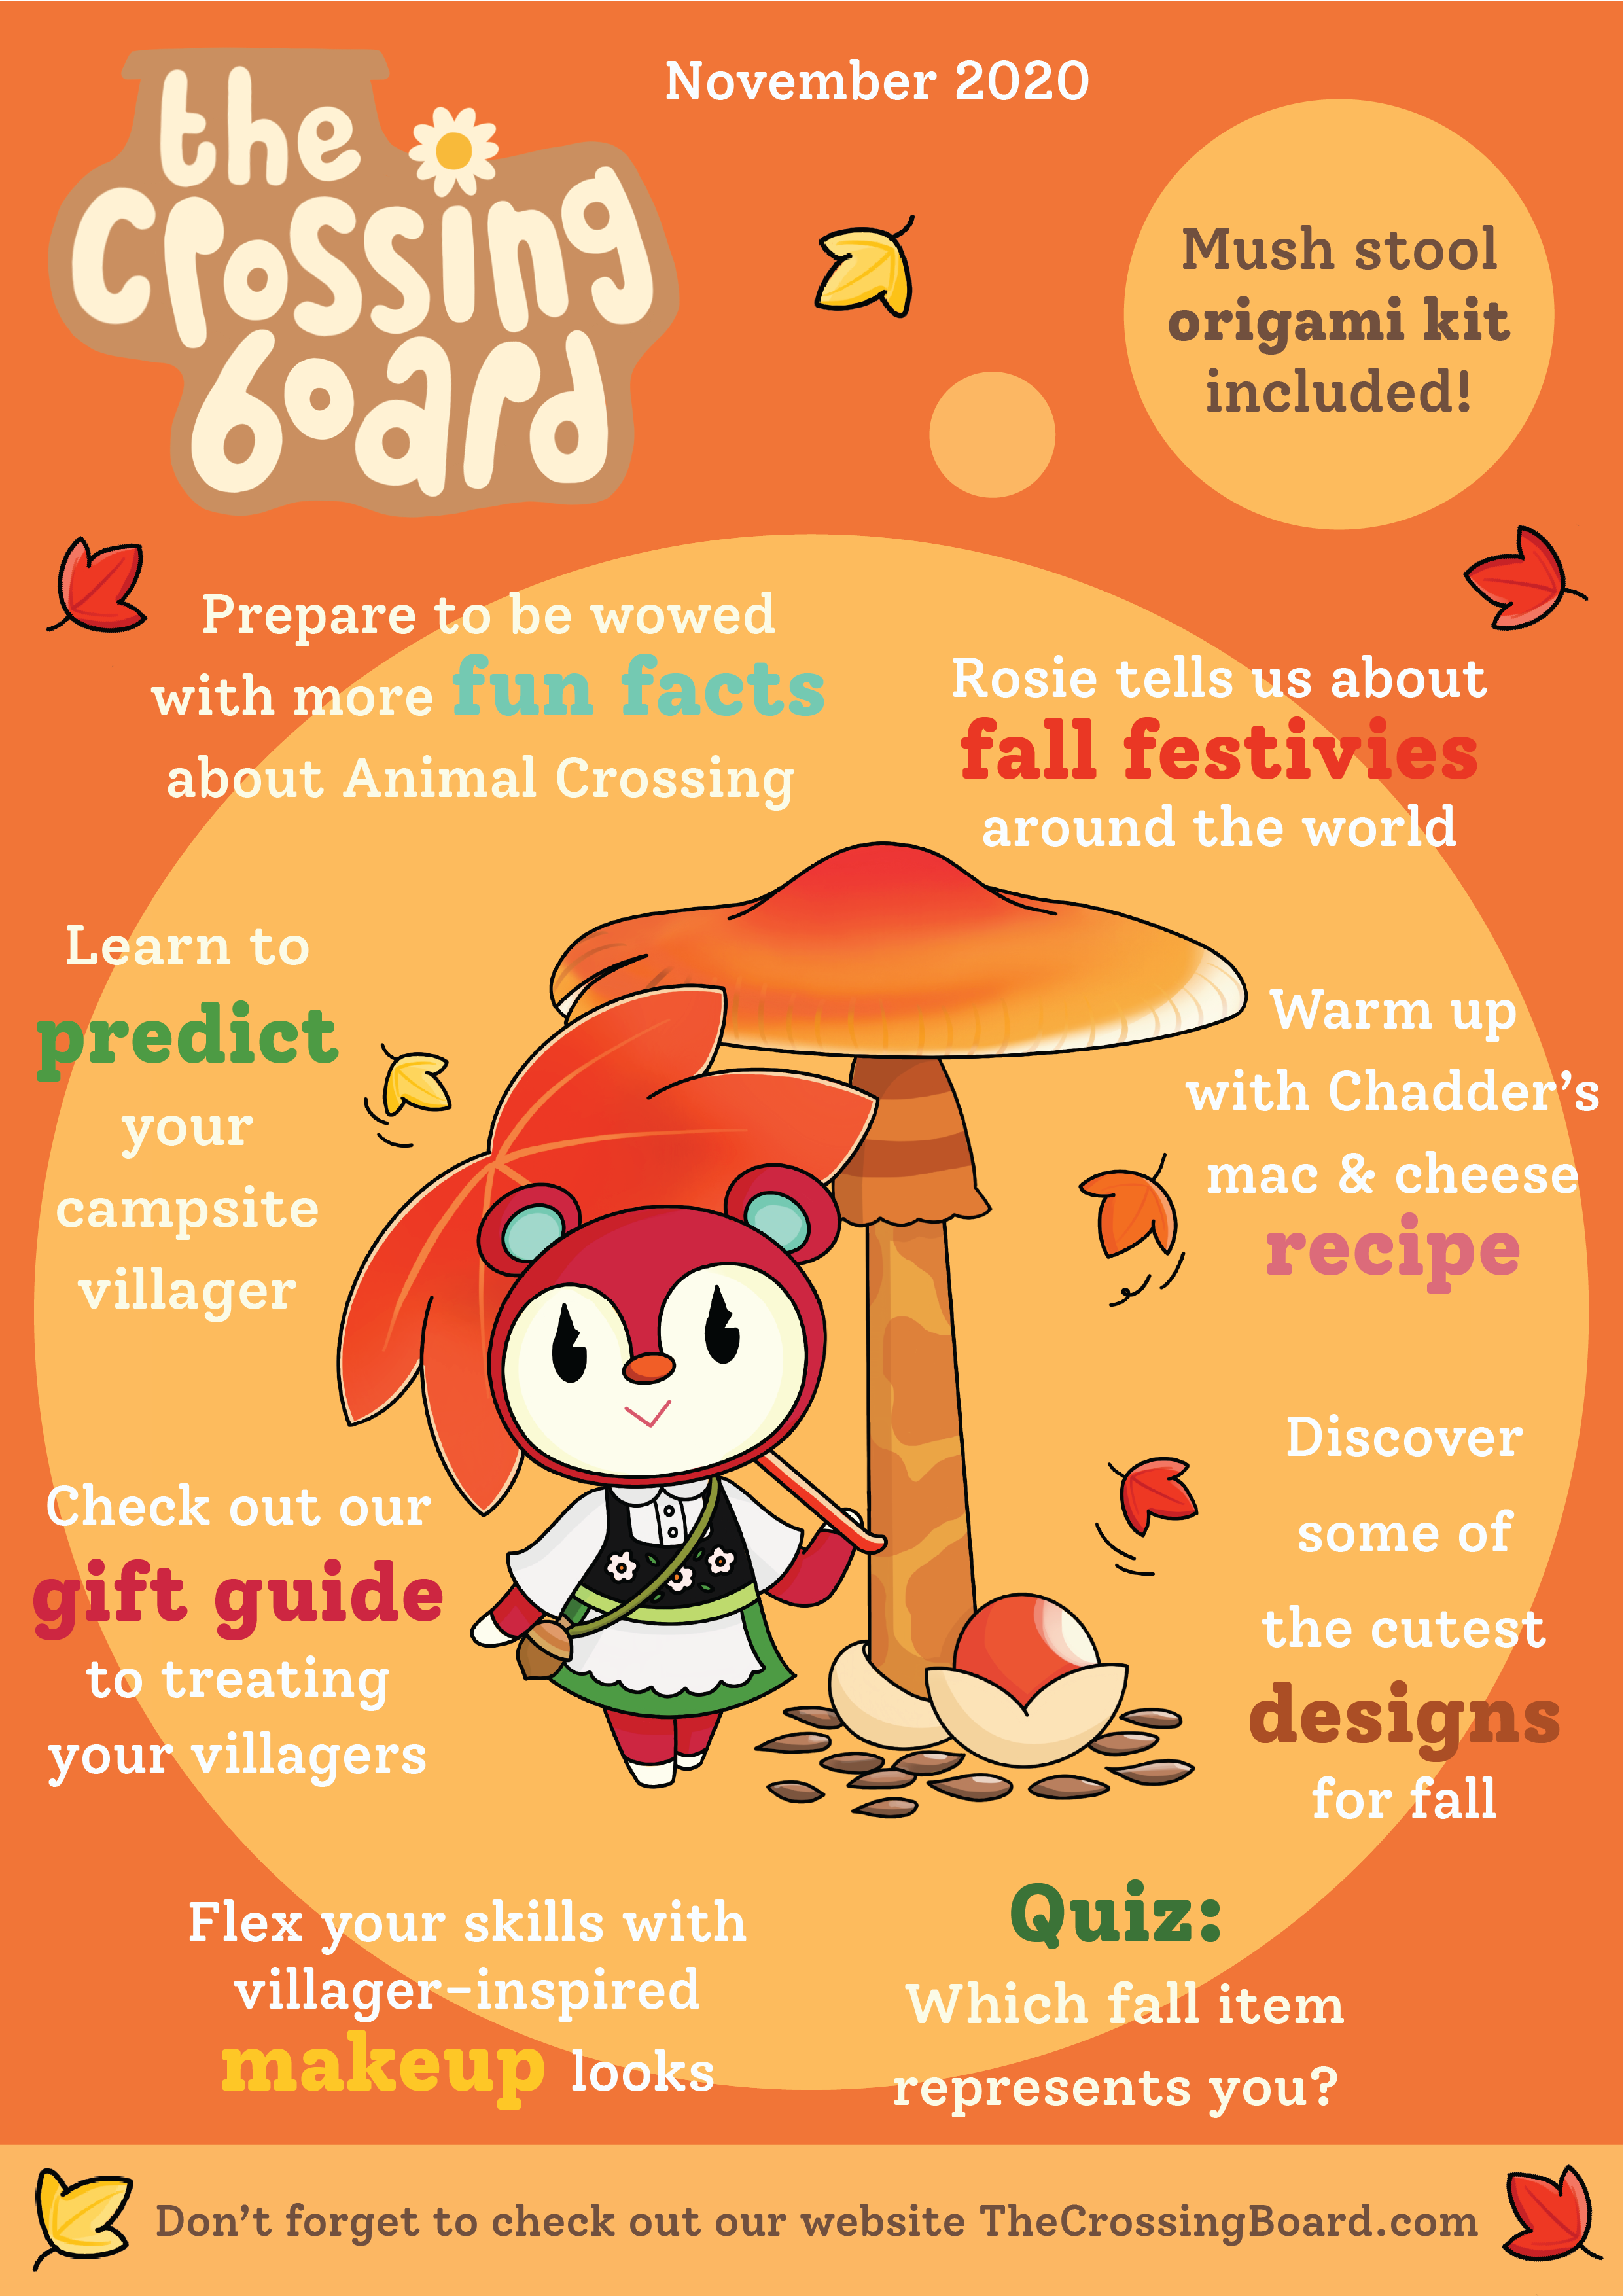 the
crossing
board
November 2020
Mush stool
origami kit
included!
Prepare to be wowed
with more fun facts
about Animal Crossing
Rosie tells us about
fall festivies
around the world
Learn to
predict
your
campsite
villager
Warm up
with Chadder’s
mac & cheese
recipe
Check out our
gift guide
to treating
your villagers
Discover
some of
the cutest
designs
for fall
Flex your skills with
villager-inspired
makeup looks
Quiz:
Which fall item
represents you?
Don’t forget to check out our website TheCrossingBoard.com